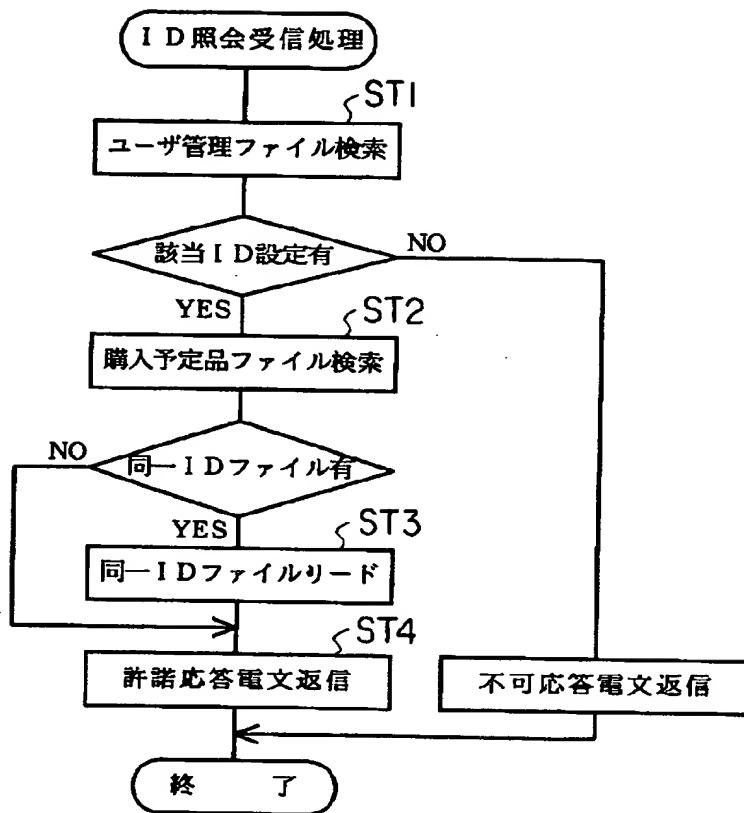 ＩＤ照会受信処理
ST1
ユーザ管理ファイル検索
該当ＩＤ設定有
NO
YES
ST2
購入予定品ファイル検索
NO
同一ＩＤファイル有
YES
ST3
同一ＩＤファイルリード
ST4
許諾応答電文返信
不可応答電文返信
終　了